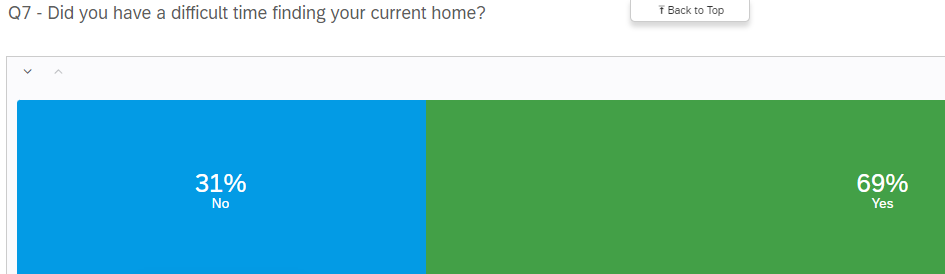 Q7 - Did you have a difficult time finding your current home?
Back to Top
31%
No
69%
Yes